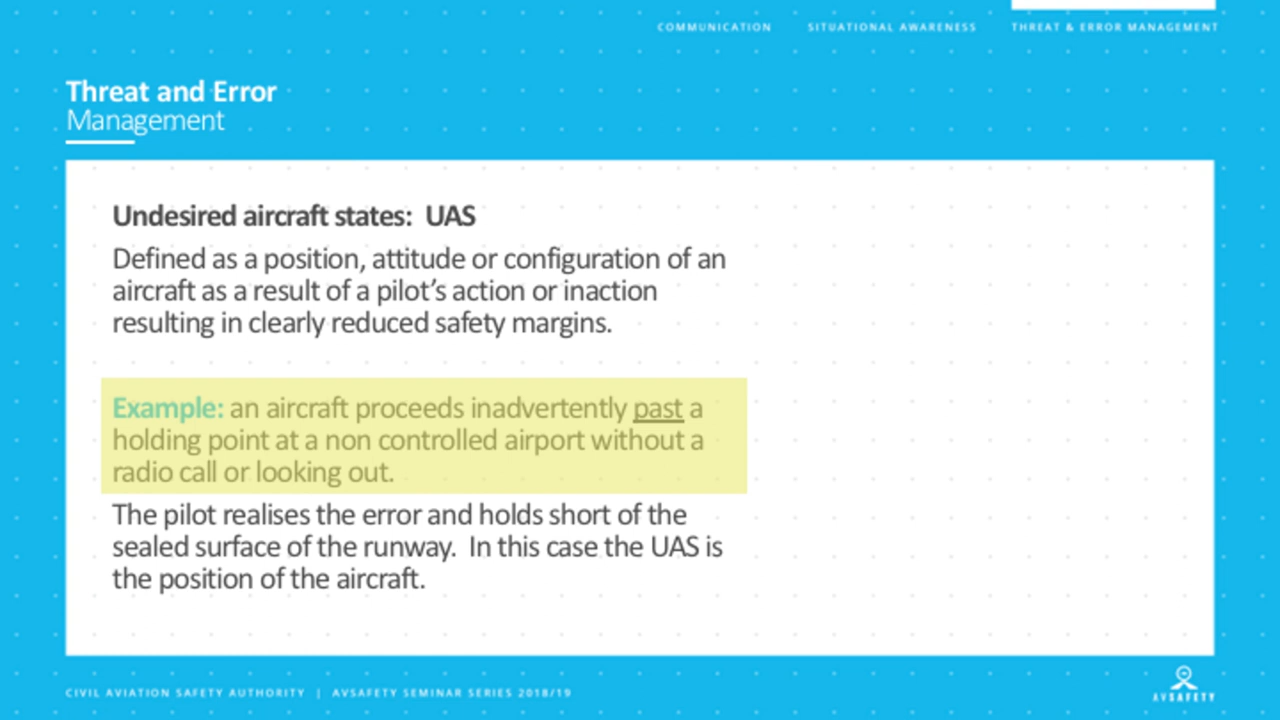 COMMUNICATION
SITUATIONAL AWARENESS
THREAT & ERROR MANAGEMENT
Threat and Error
Management
Undesired aircraft states:  UAS
Defined as a position, attitude or configuration of an
aircraft as a result of a pilot’s action or inaction
resulting in clearly reduced safety margins.
Example: an aircraft proceeds inadvertently past a
holding point at a non controlled airport without a
radio call or looking out.
The pilot realises the error and holds short of the
sealed surface of the runway.  In this case the UAS is
the position of the aircraft.
CIVIL AVIATION SAFETY AUTHORITY | AVSAFETY SEMINAR SERIES 2018/19
AVSAFETY